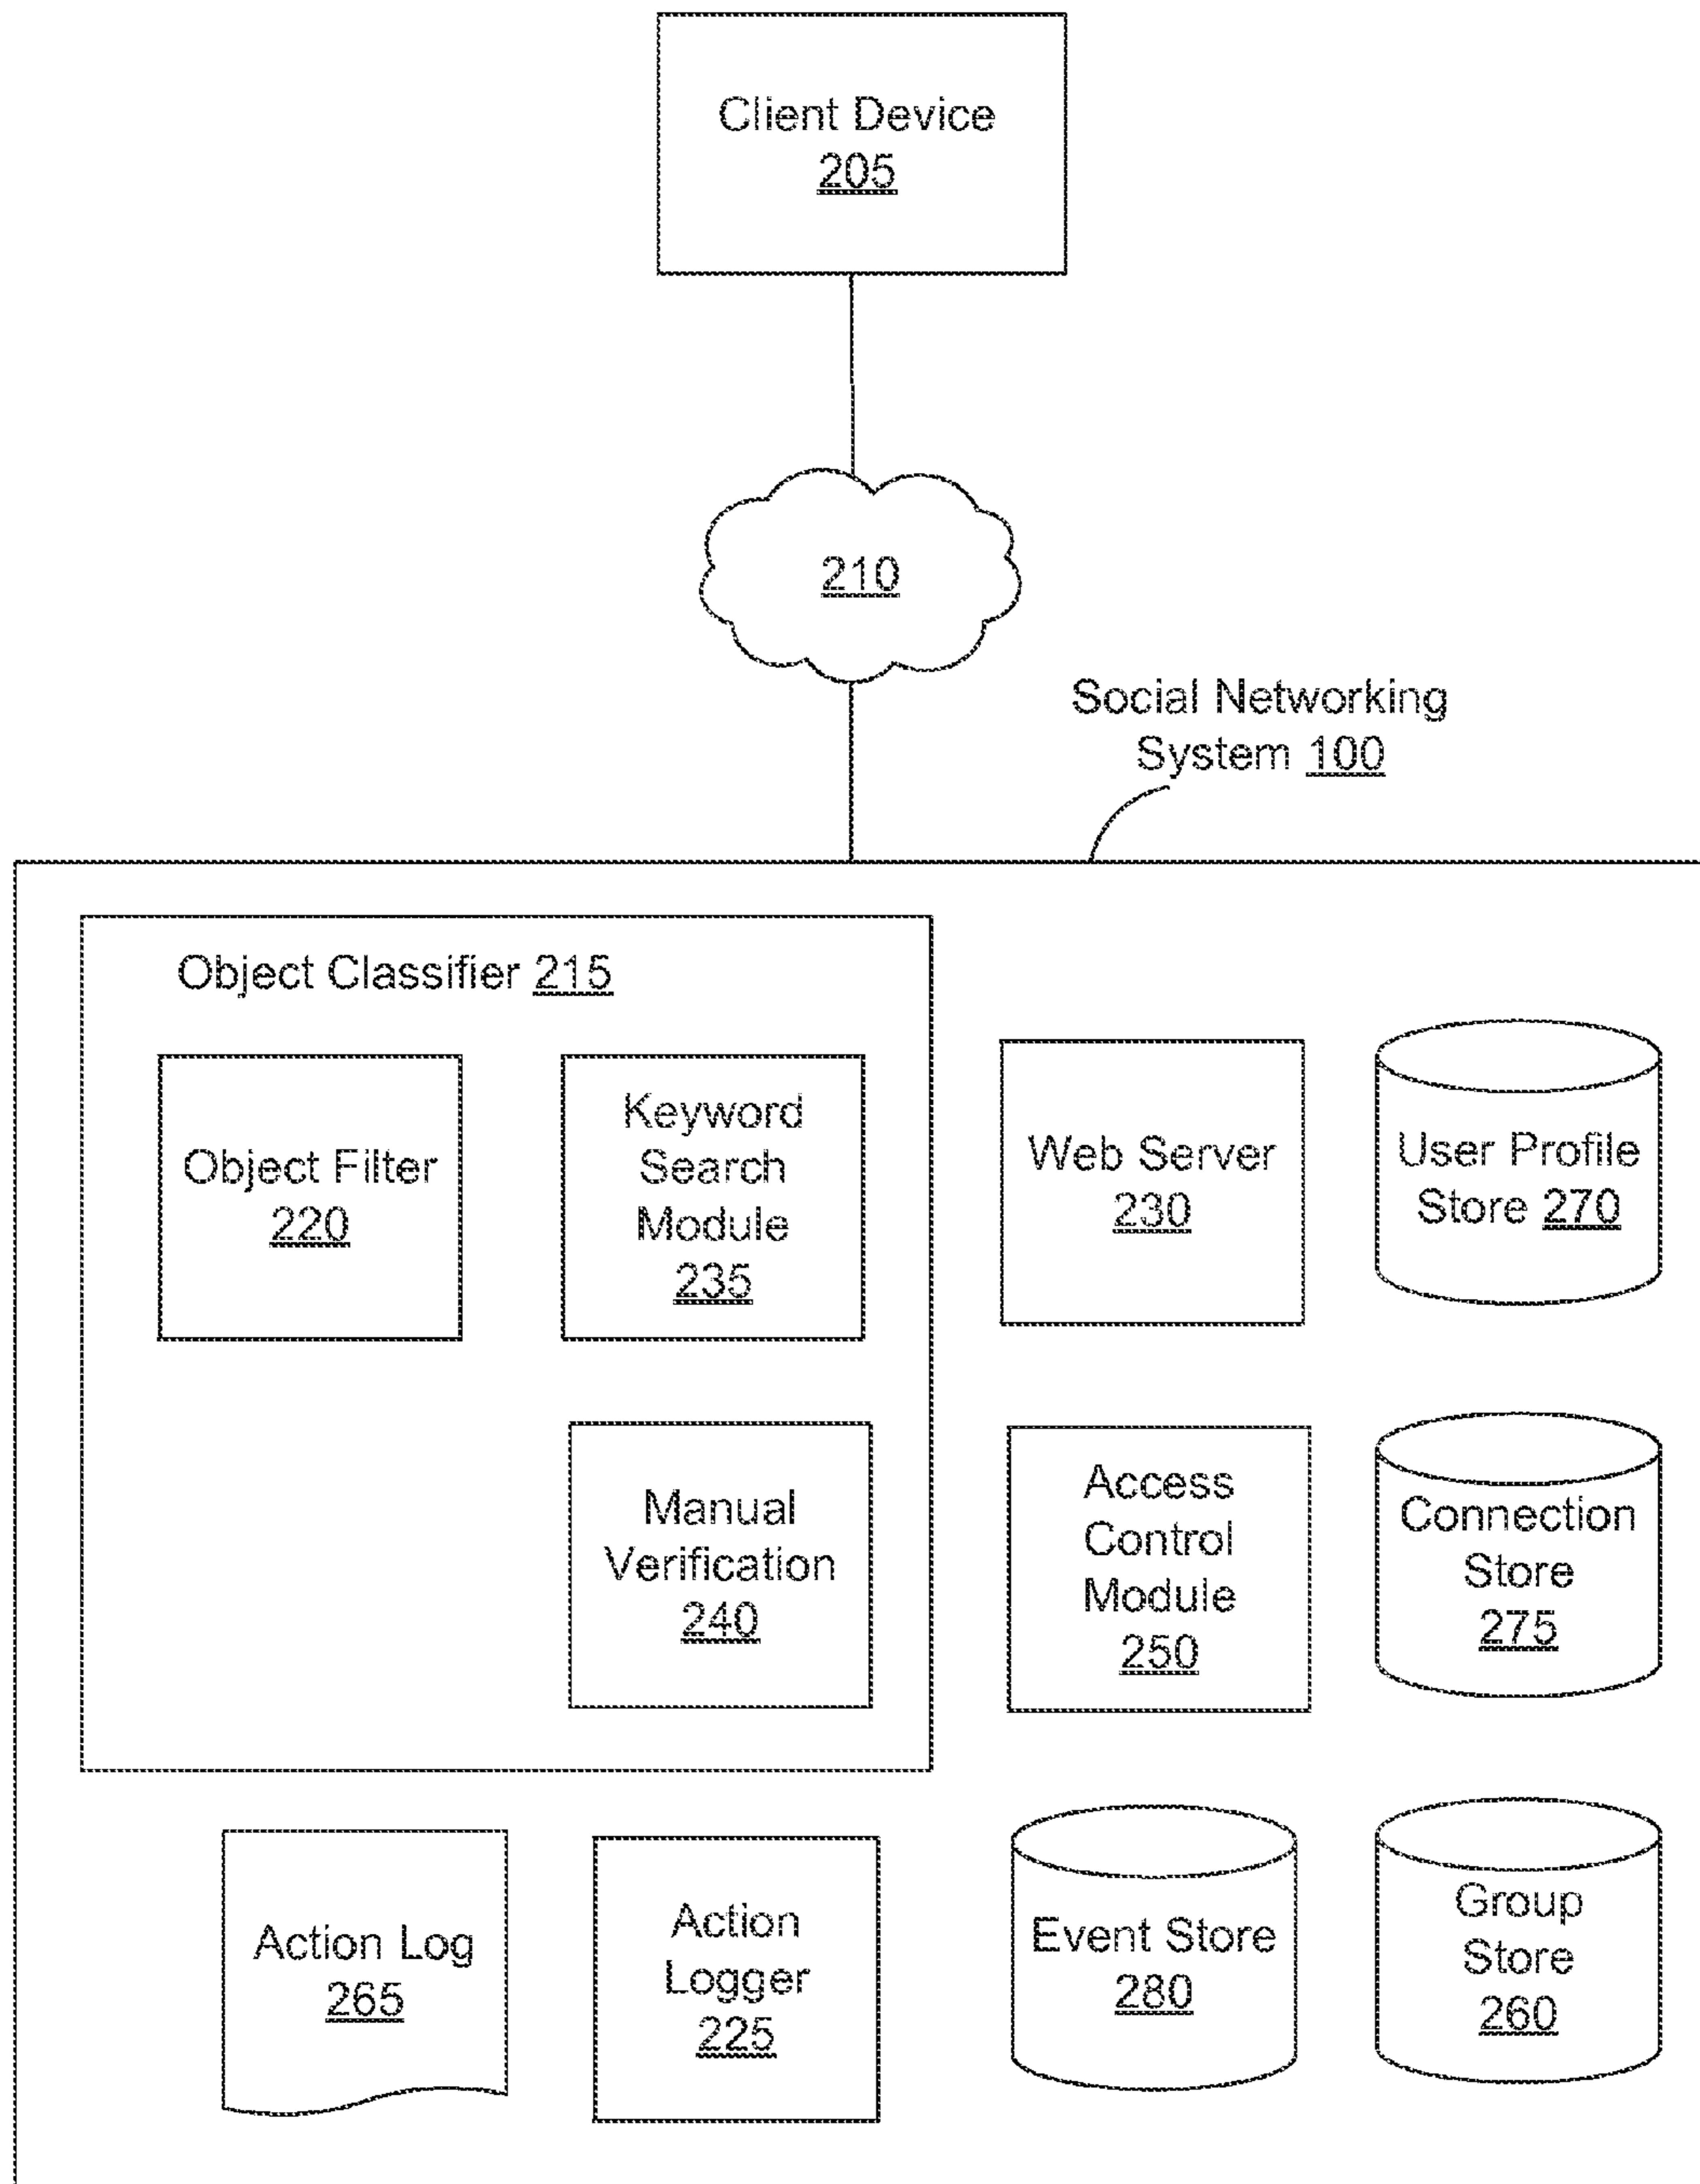 Client Device
205
210
Social Networking
System 100
Object Classifier 215
Object Filter
220
Keyword
Search
Module
235
Web Server
230
User Profile
Store 270
Manual
Verification
240
Access
Control
Module
250
Connection
Store
275
Action Log
265
Action
Logger
225
Event Store
280
Group
Store
260